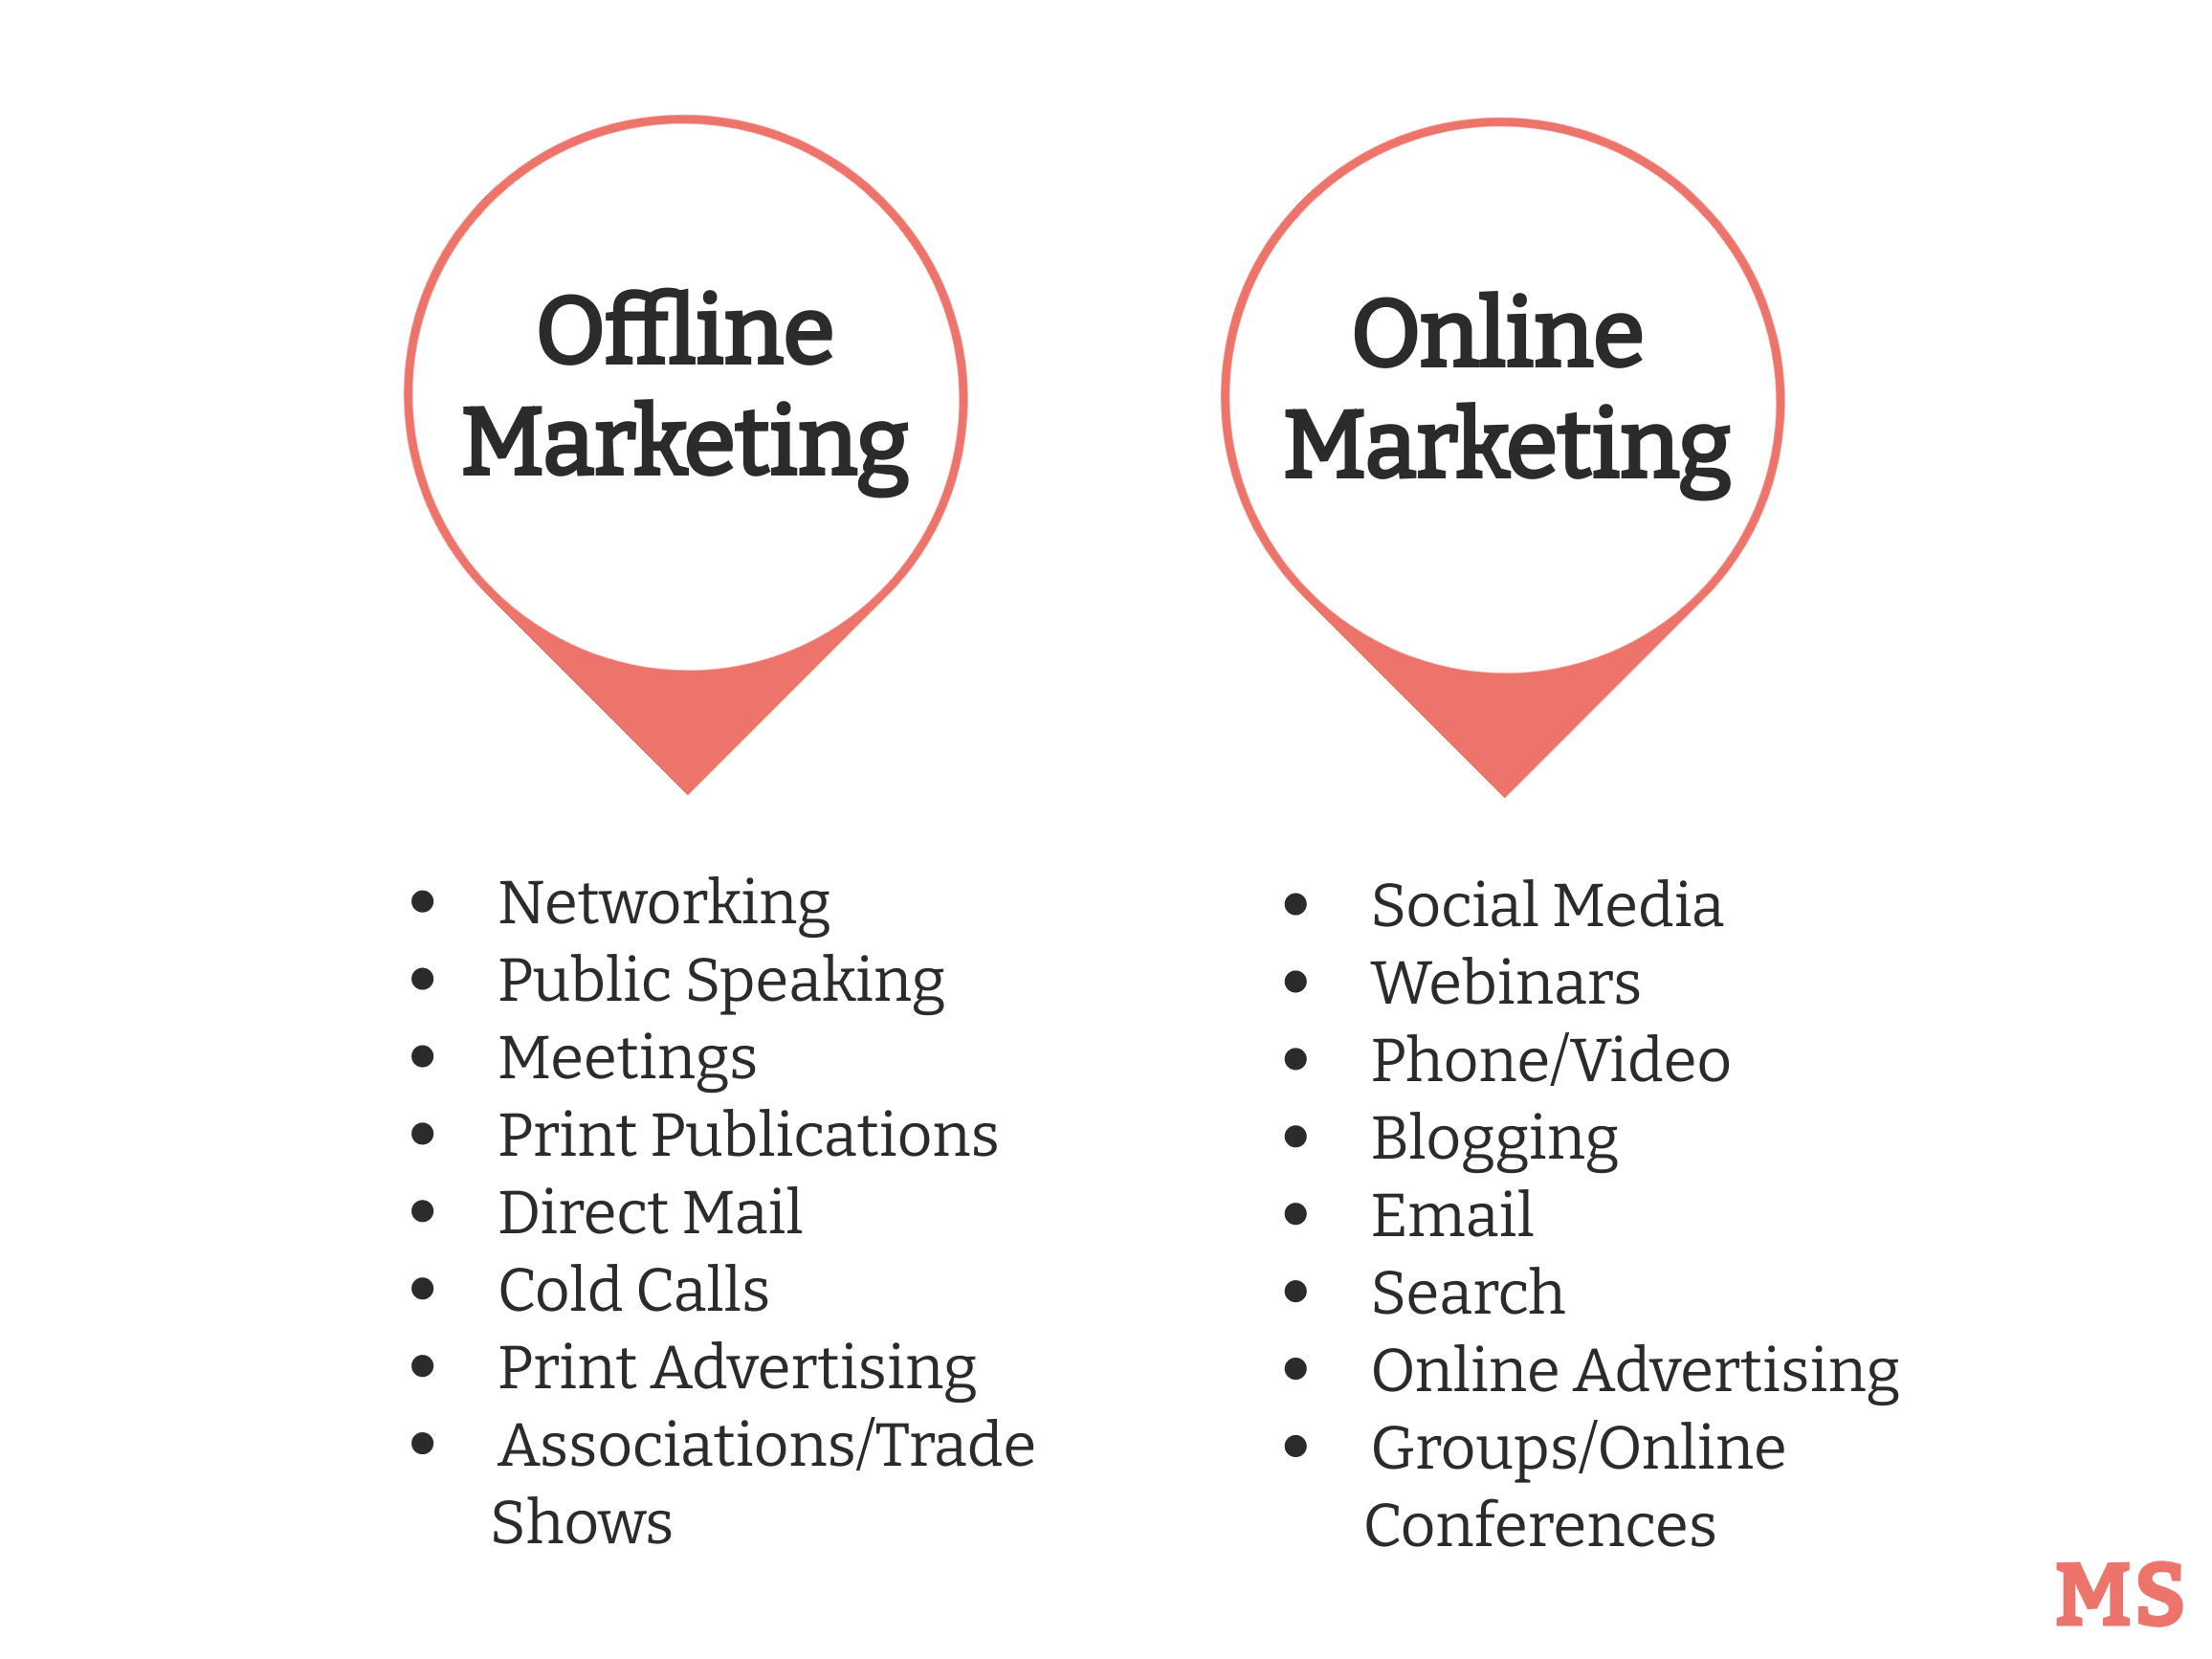 Offline
Marketing
• Networking
• Public Speaking
• Meetings
• Print Publications
• Direct Mail
• Cold Calls
• Print Advertising
• Associations/Trade
Shows
Online
Marketing
• Social Media
• Webinars
• Phone/Video
• Blogging
• Email
• Search
• Online Advertising
• Groups/Online
Conferences
MS